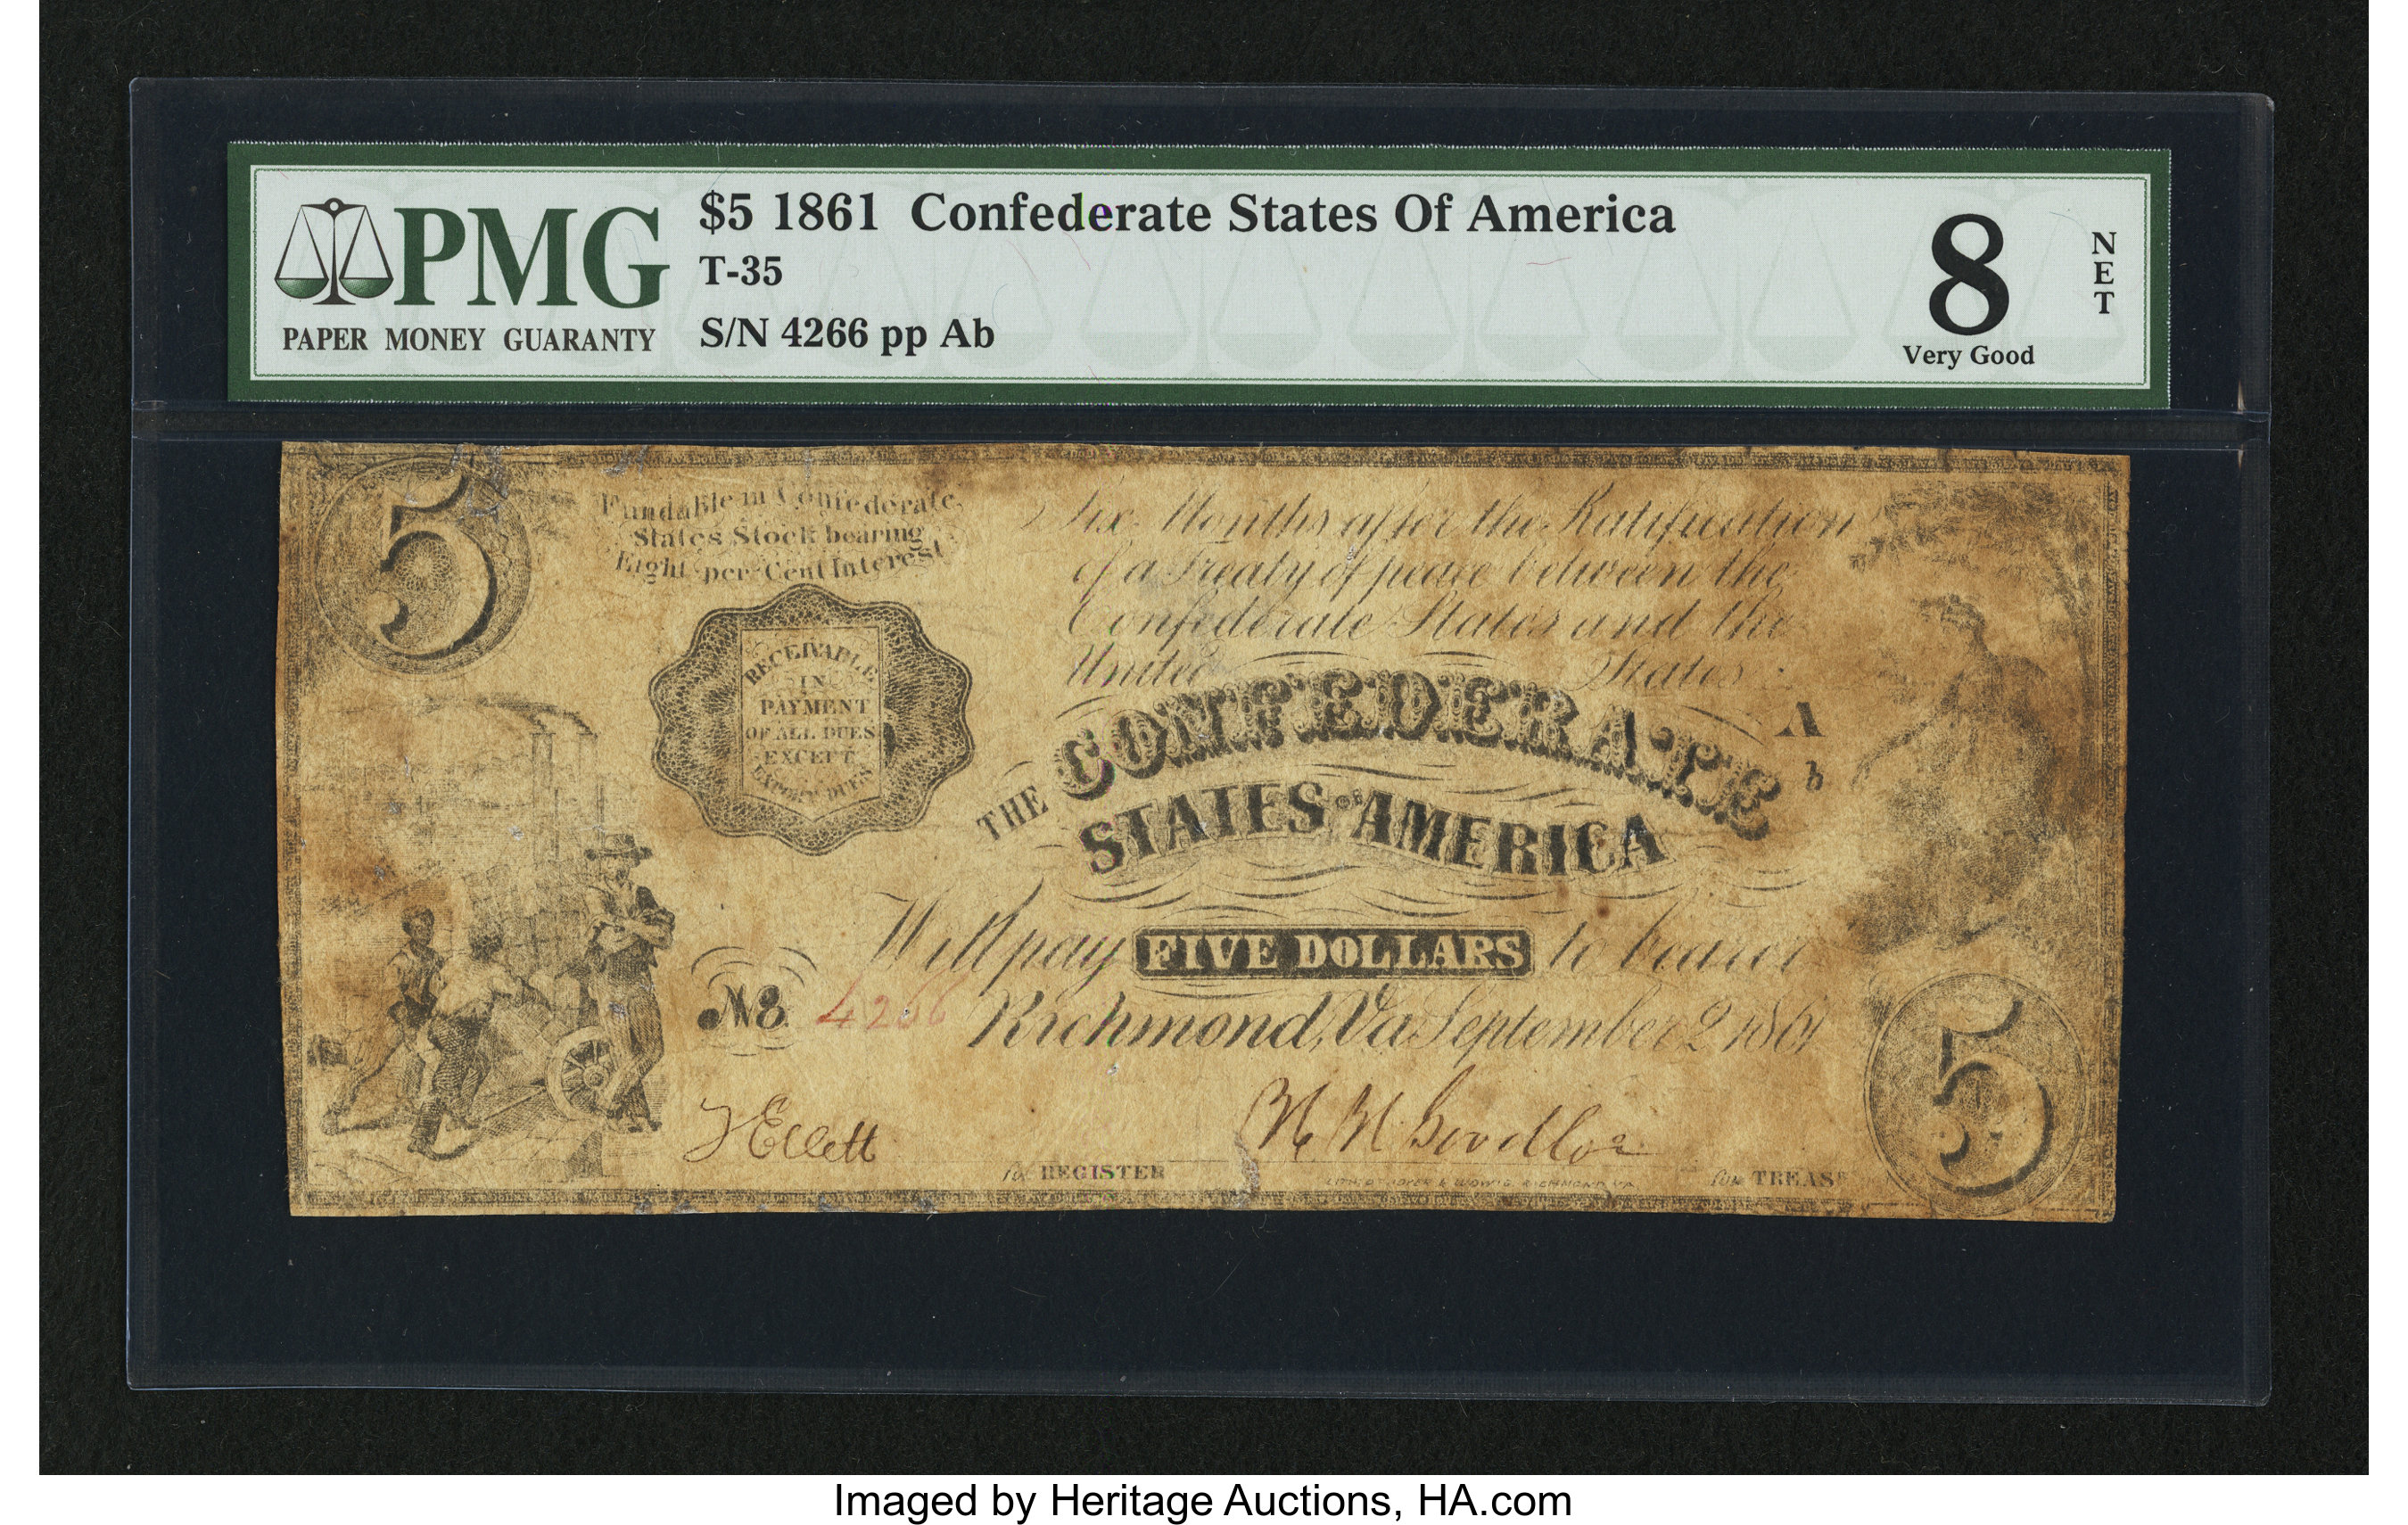 PMG
PAPER MONEY GUARANTY
$5 1861 Confederate States Of America
T-35
S/N 4266 pp Ab
8
Very Good
NET
5
Fundable in Confederate
States Stock bearing
Eight per Cent Interest
Six Months after the Ratification
of a Treaty of peace between the
Confederate States and the
United States
RECEIVABLE
IN
PAYMENT
OF ALL DUES
EXCEPT
EXPORT DUES
A
b
THE CONFEDERATE
STATES OF AMERICA
Will pay FIVE DOLLARS to bearer
No 4266 Richmond, Va September 2 1861
J Ellett
for REGISTER
for TREASR
5
Imaged by Heritage Auctions, HA.com